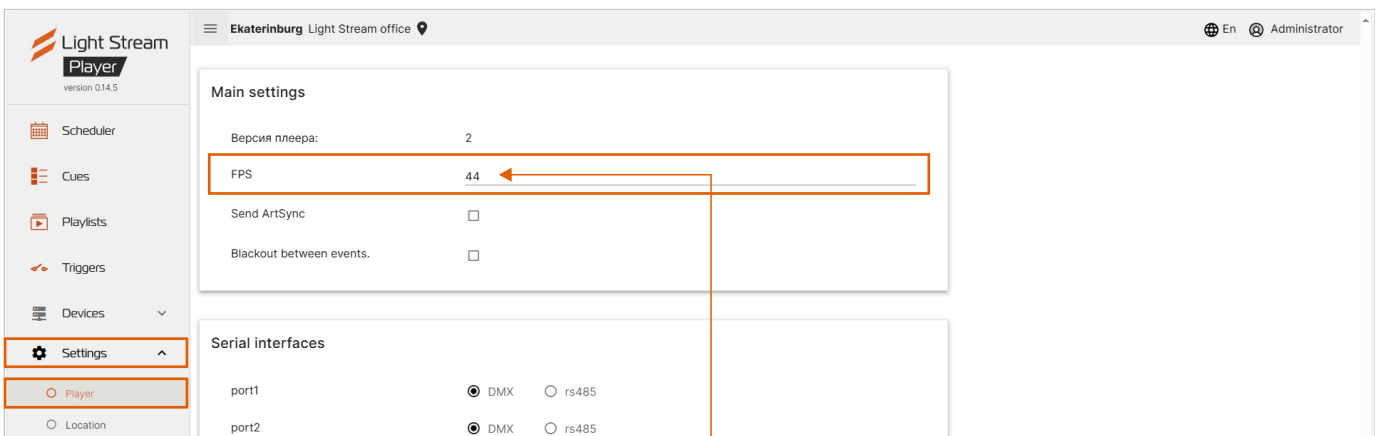 Light Stream
Player
version 0.14.5
Scheduler
Cues
Playlists
Triggers
Devices
Settings
Player
Location
Ekaterinburg Light Stream office
En Administrator
Main settings
Версия плеера: 2
FPS 44
Send ArtSync
Blackout between events.
Serial interfaces
port1 DMX rs485
port2 DMX rs485